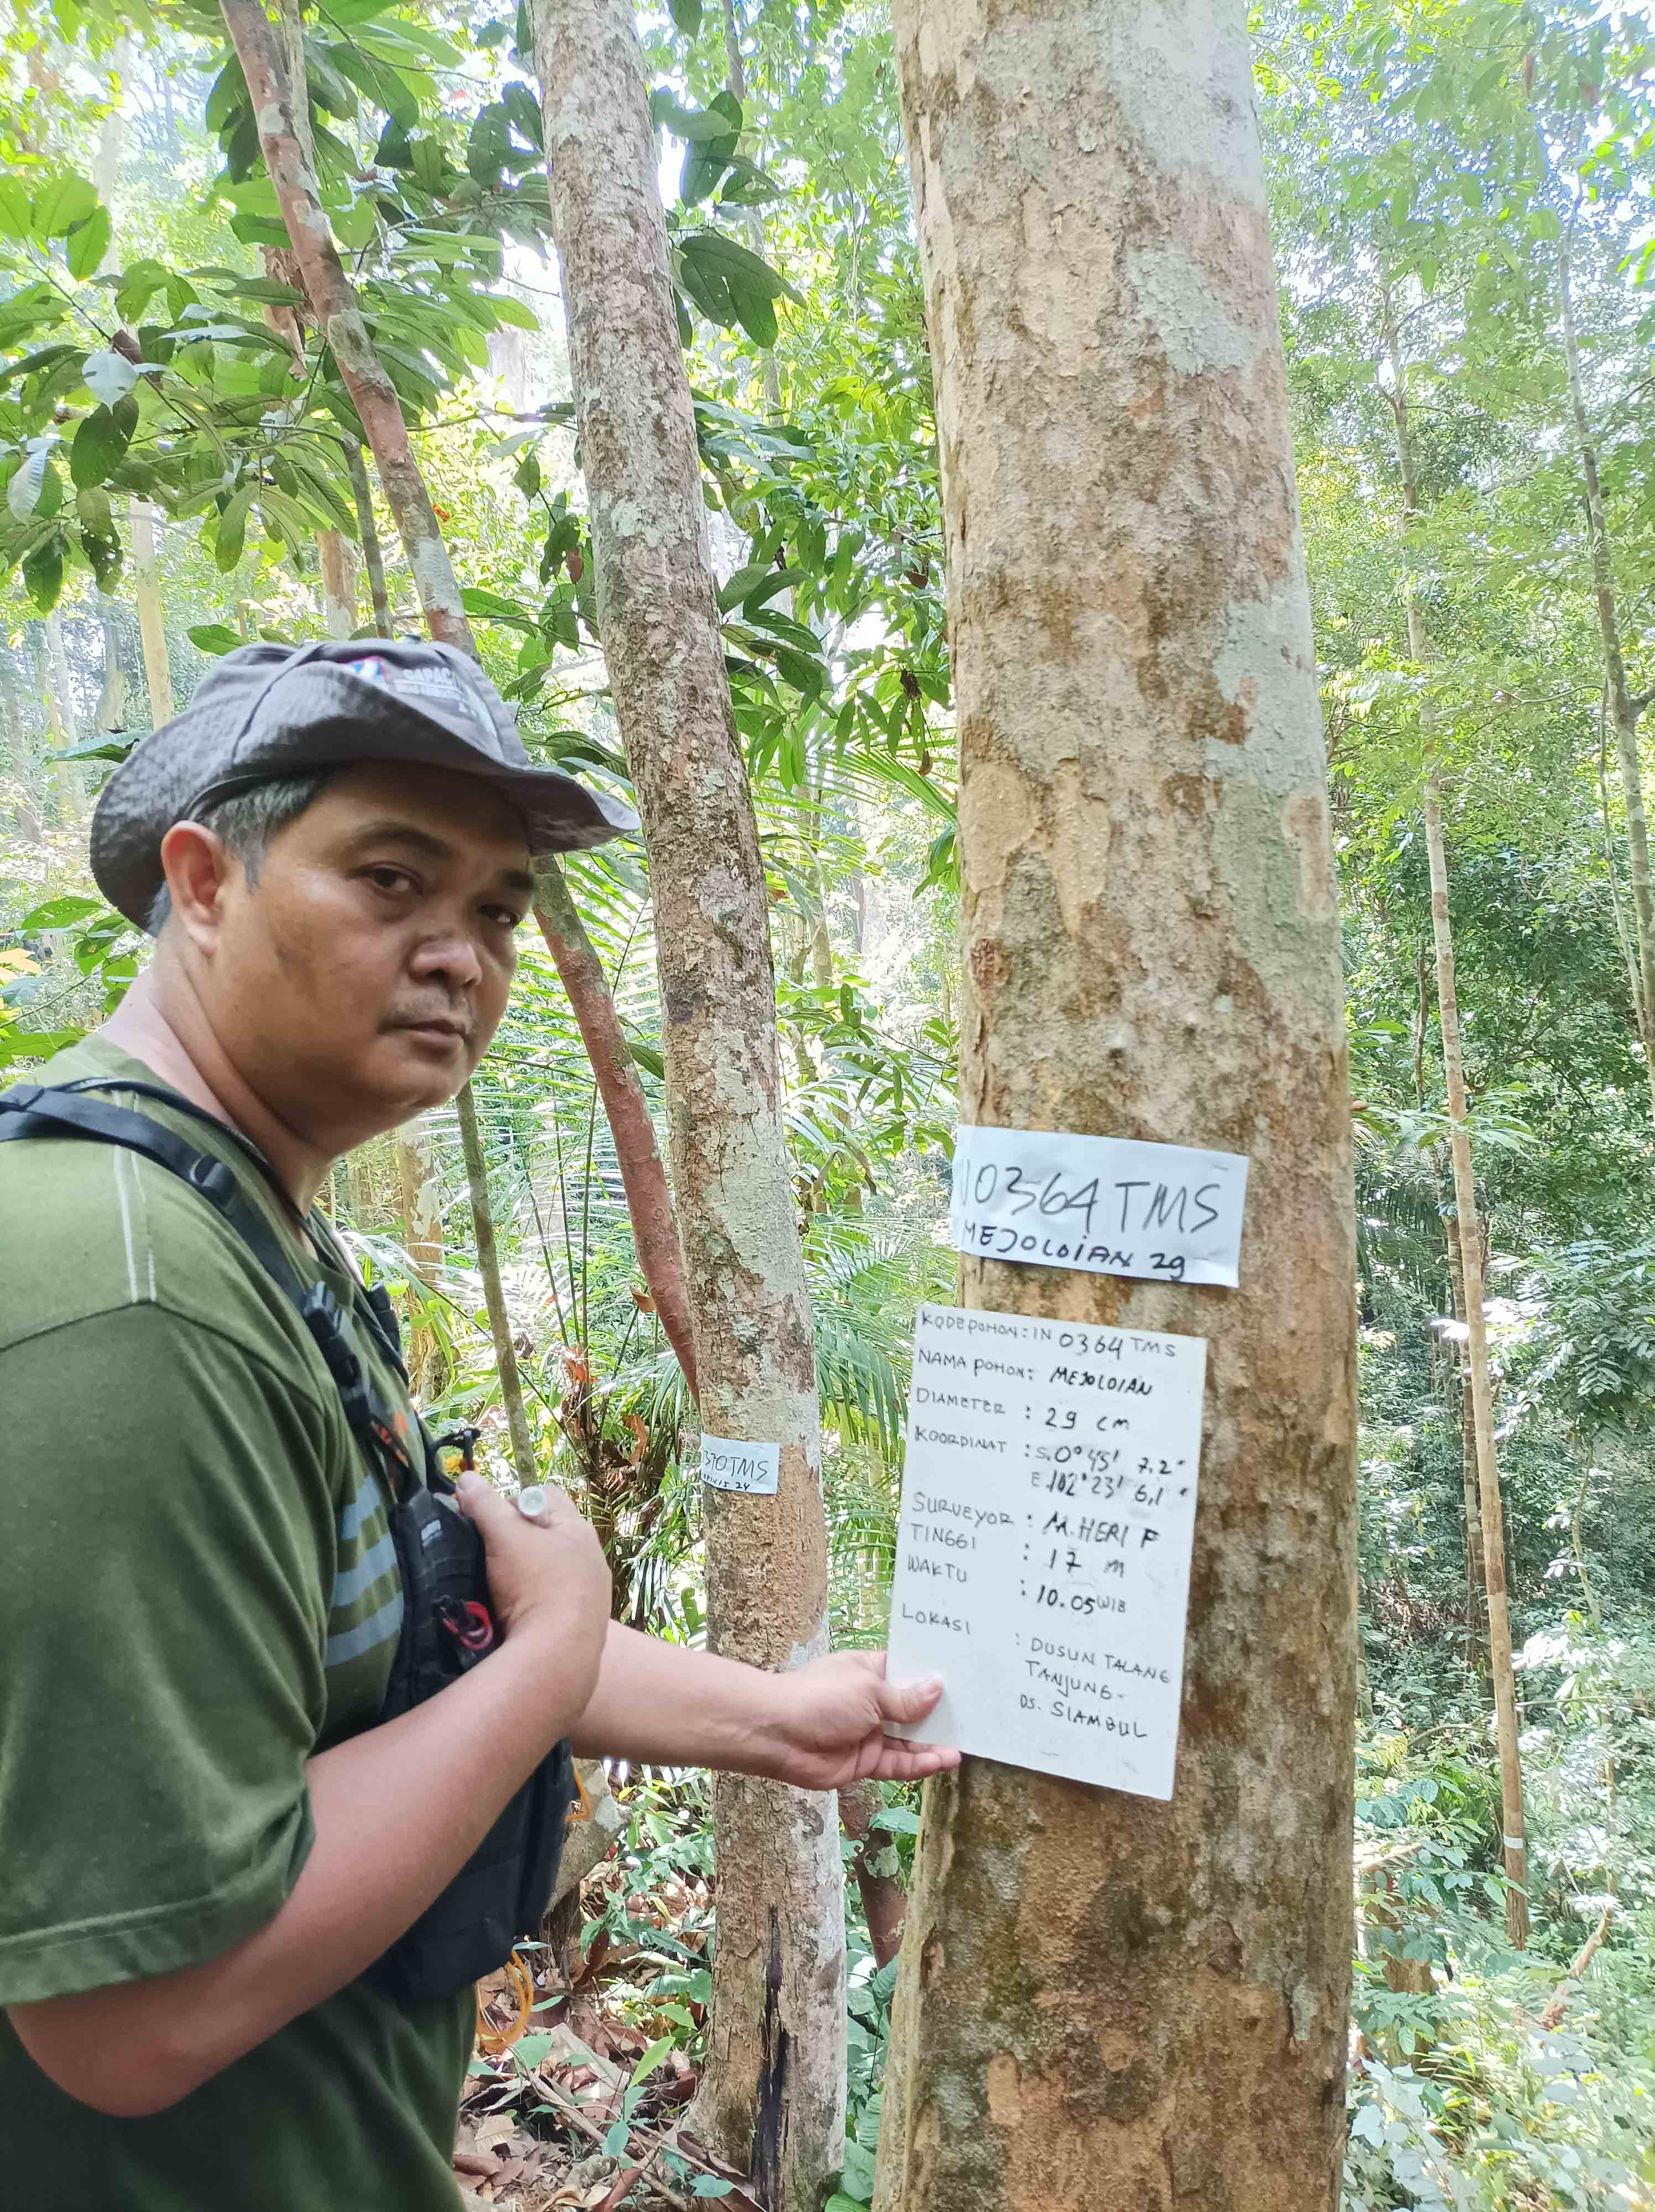 10364 TMS
MEJOLOIAN 29
KODE POHON : IN 0364 TMS
NAMA POHON : MEJOLOIAN
DIAMETER : 29 cm
KOORDINAT : S.0°45' 7.2"
E.102°23' 6,1"
SURVEYOR : M.HERI F
TINGGI : 17 m
WAKTU : 10.05 WIB
LOKASI : DUSUN TALANG
TANJUNG-
DS. SIAMBUL
370 TMS
24